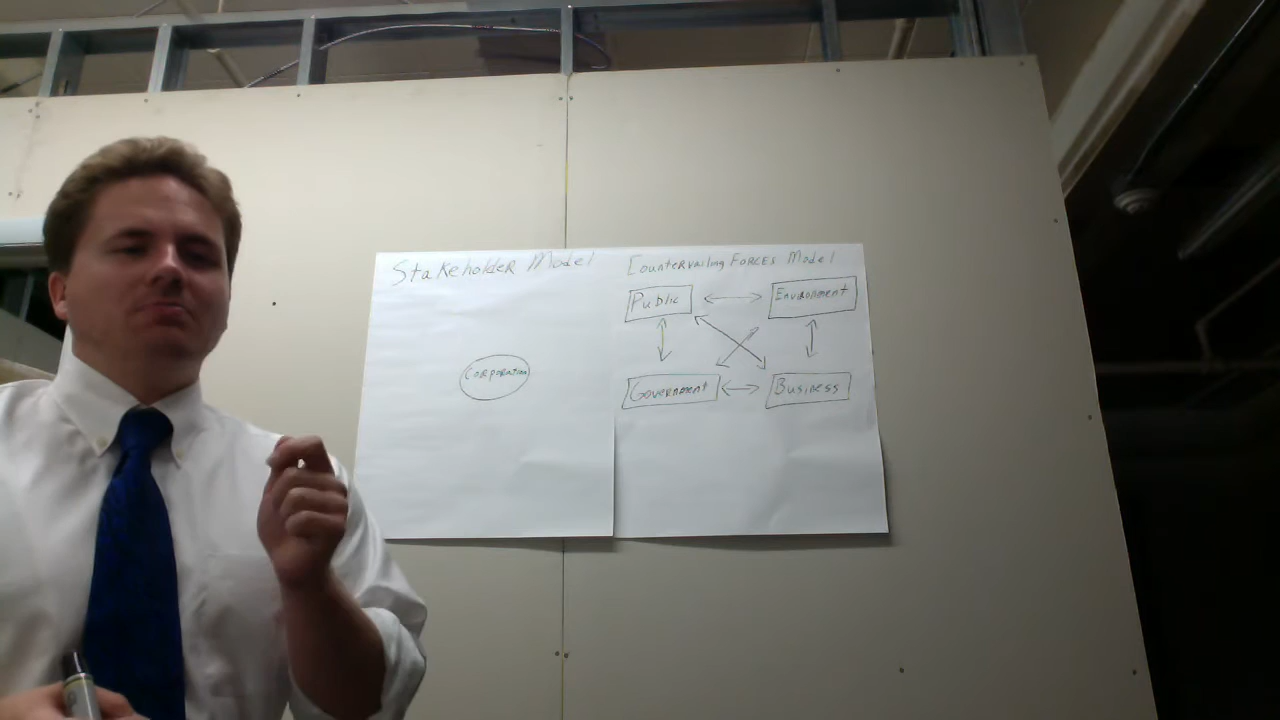 Stakeholder Model
Corporation
Countervailing Forces Model
Public
Environment
Government
Business